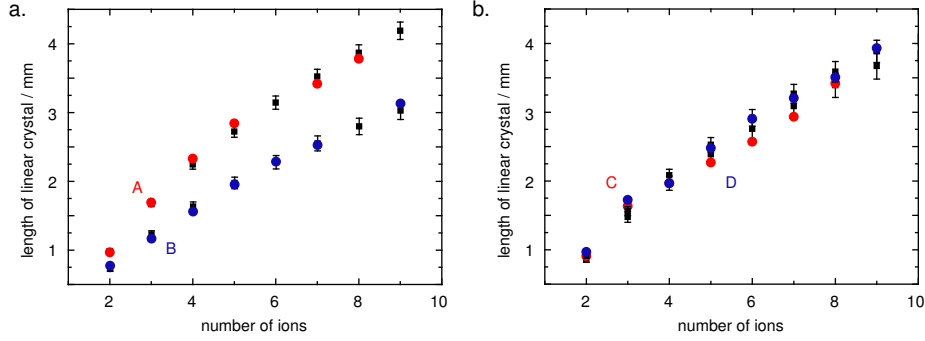 a.
length of linear crystal / mm
4
3
2
1
A
B
2 4 6 8 10
number of ions
b.
length of linear crystal / mm
4
3
2
1
C
D
2 4 6 8 10
number of ions